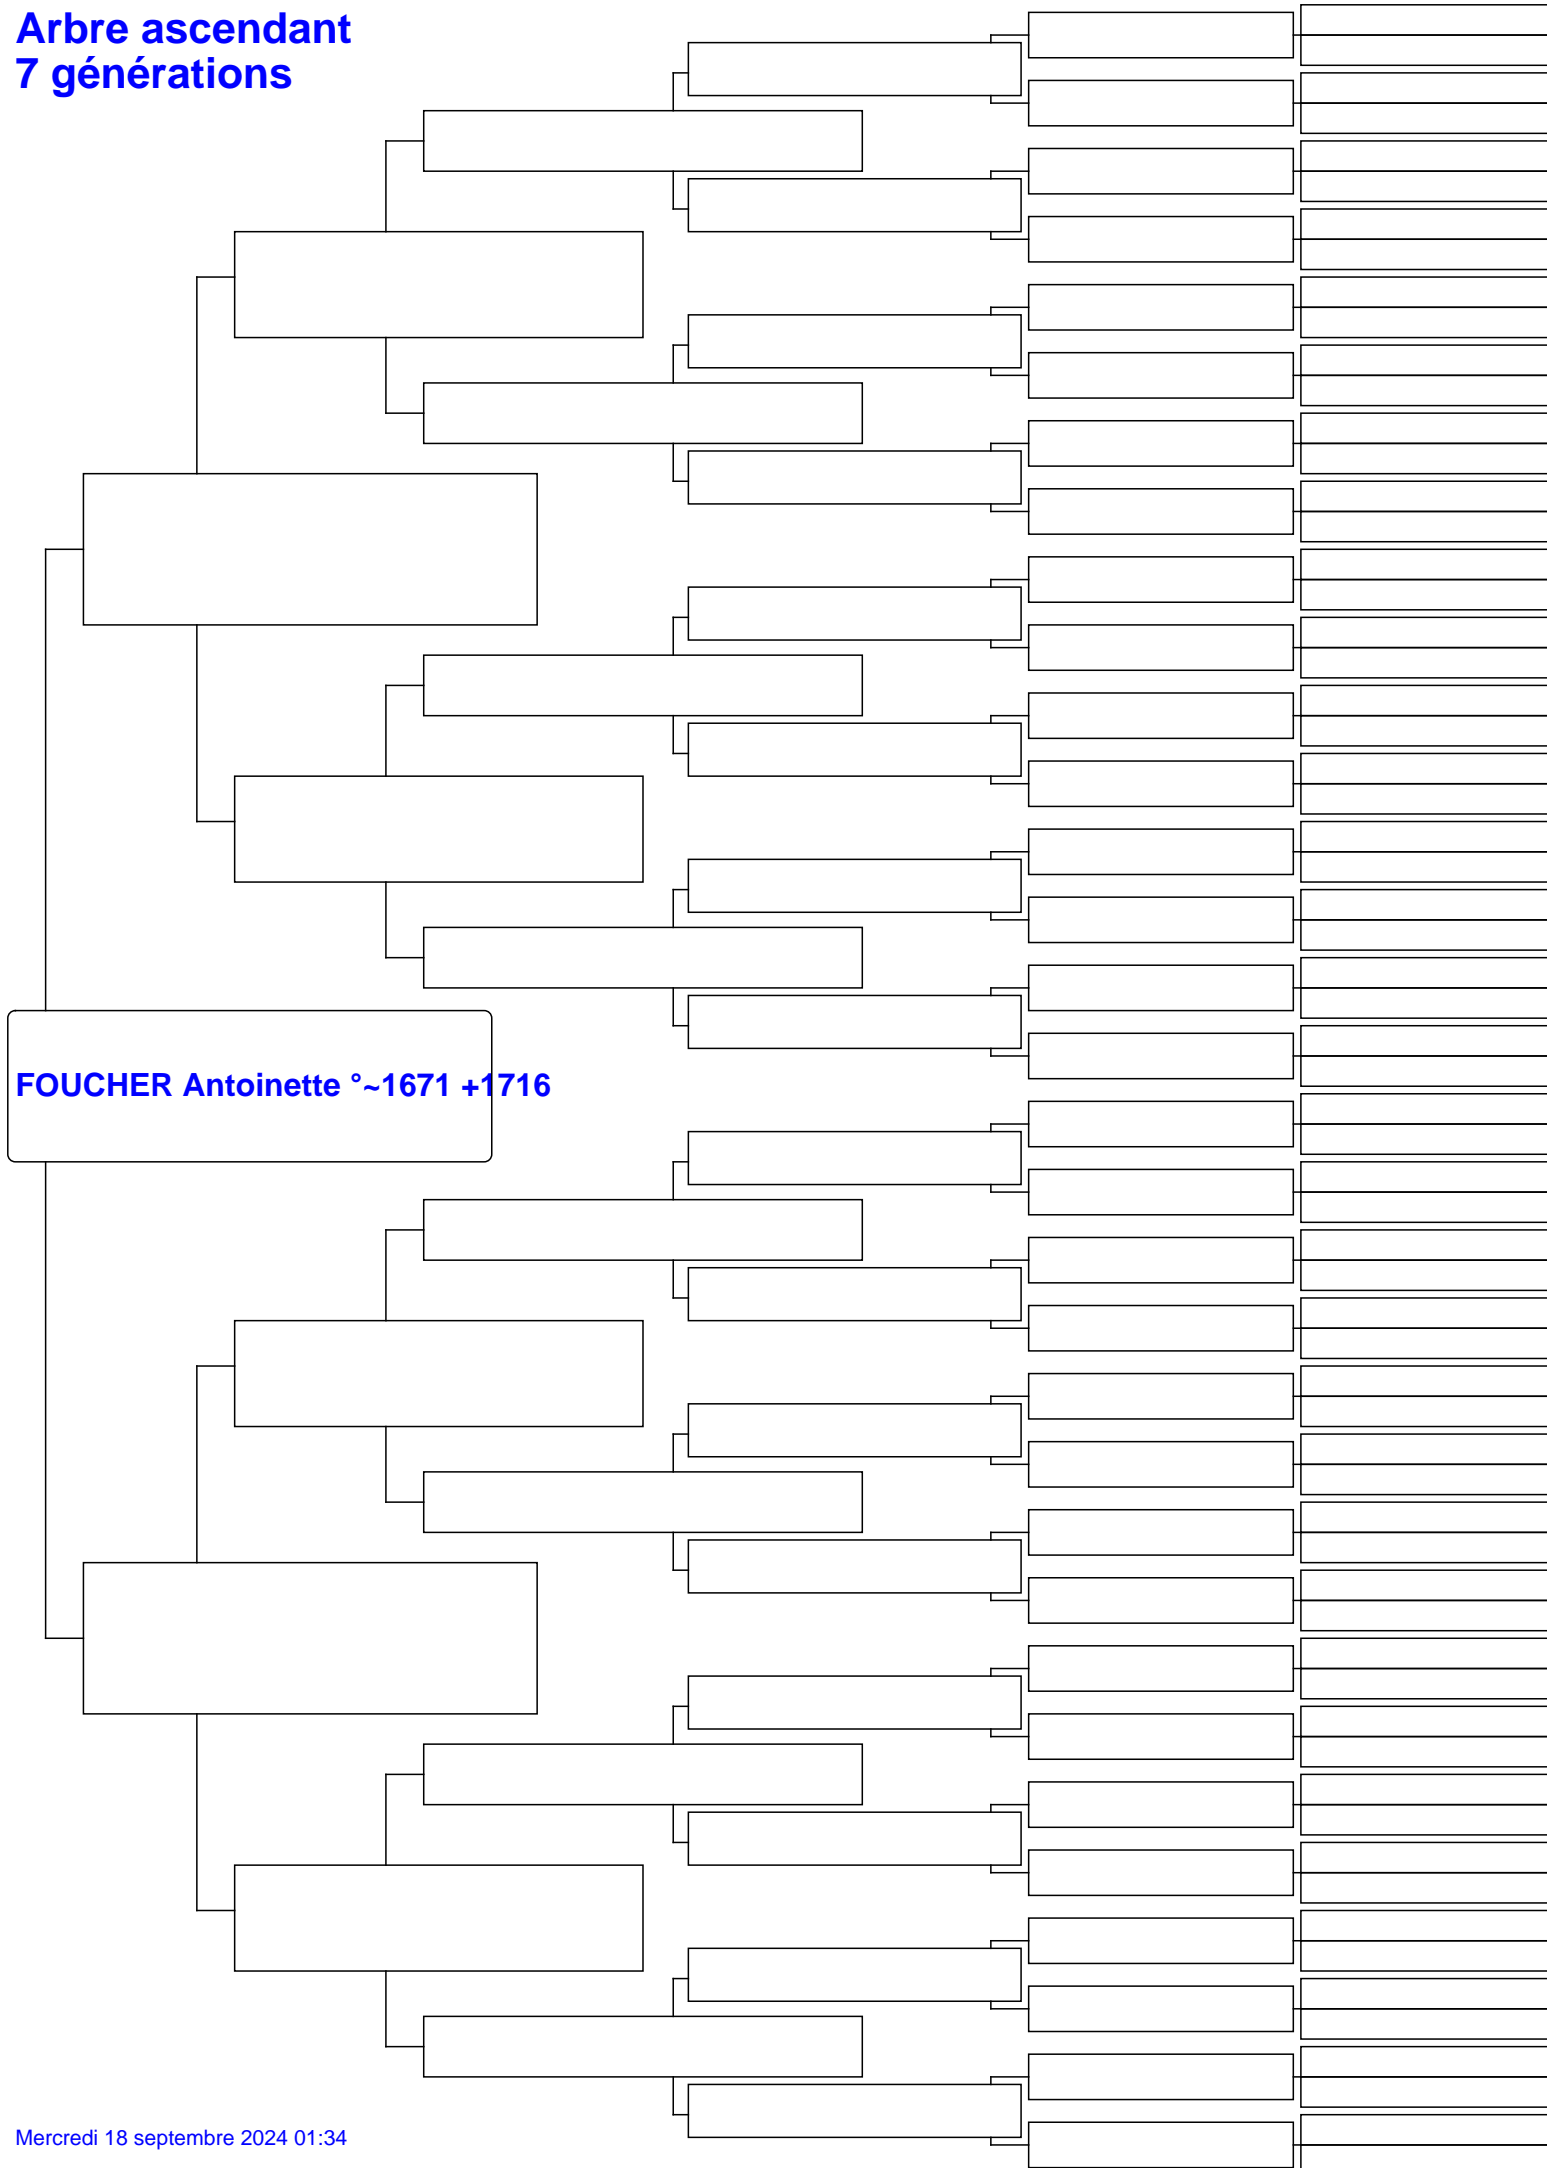 Arbre ascendant
7 générations
FOUCHER Antoinette °~1671 +1716
Mercredi 18 septembre 2024 01:34